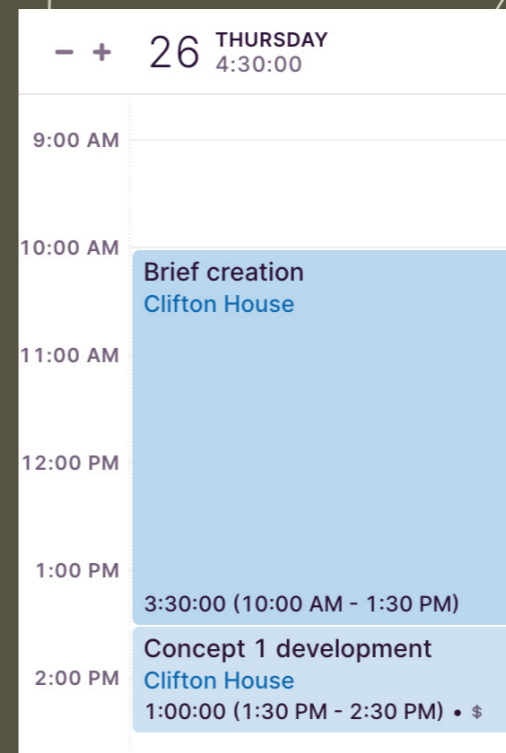 − + 26 THURSDAY
4:30:00
9:00 AM
10:00 AM
Brief creation
Clifton House
11:00 AM
12:00 PM
1:00 PM
3:30:00 (10:00 AM - 1:30 PM)
Concept 1 development
2:00 PM Clifton House
1:00:00 (1:30 PM - 2:30 PM) • $